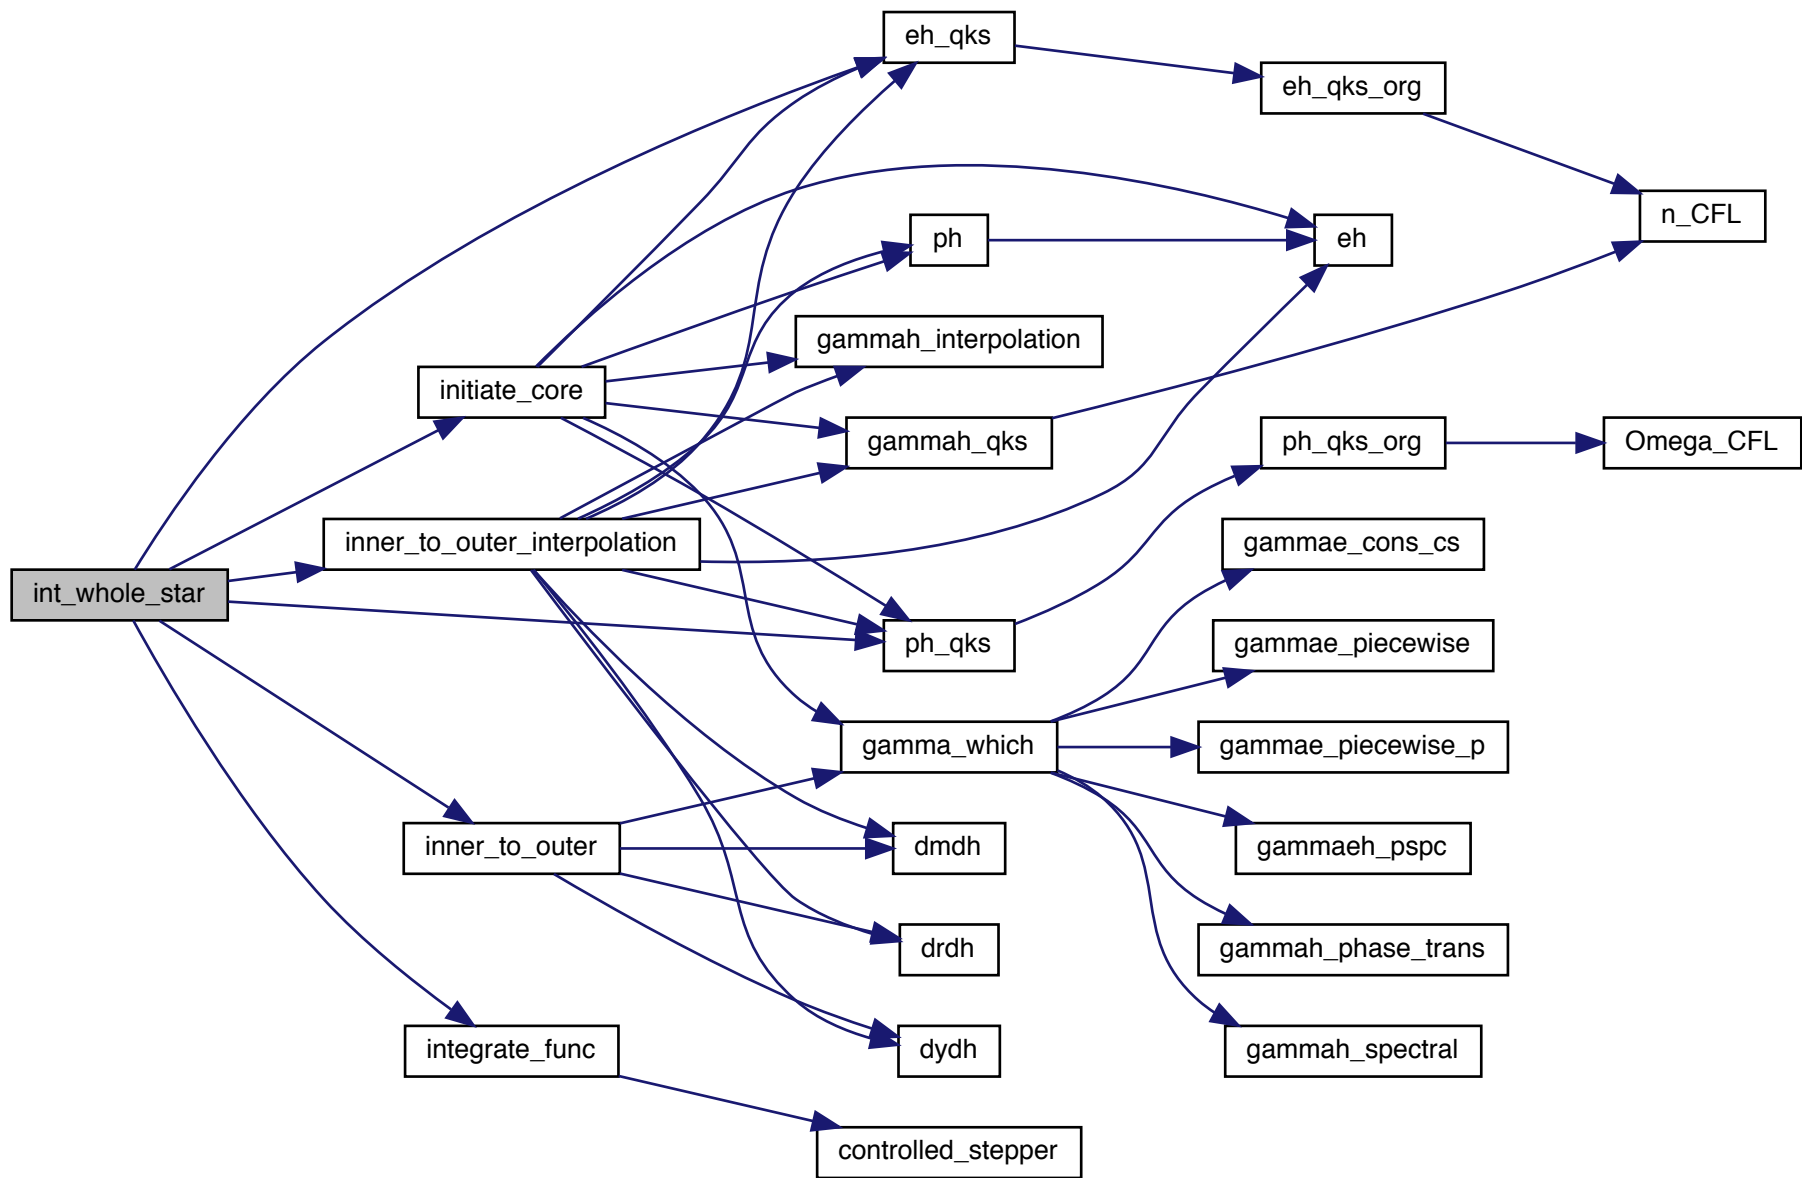 eh_qks
eh_qks_org
n_CFL
ph
eh
gammah_interpolation
initiate_core
gammah_qks
ph_qks_org
Omega_CFL
inner_to_outer_interpolation
gammae_cons_cs
int_whole_star
ph_qks
gammae_piecewise
gamma_which
gammae_piecewise_p
inner_to_outer
dmdh
gammaeh_pspc
drdh
gammah_phase_trans
integrate_func
dydh
gammah_spectral
controlled_stepper